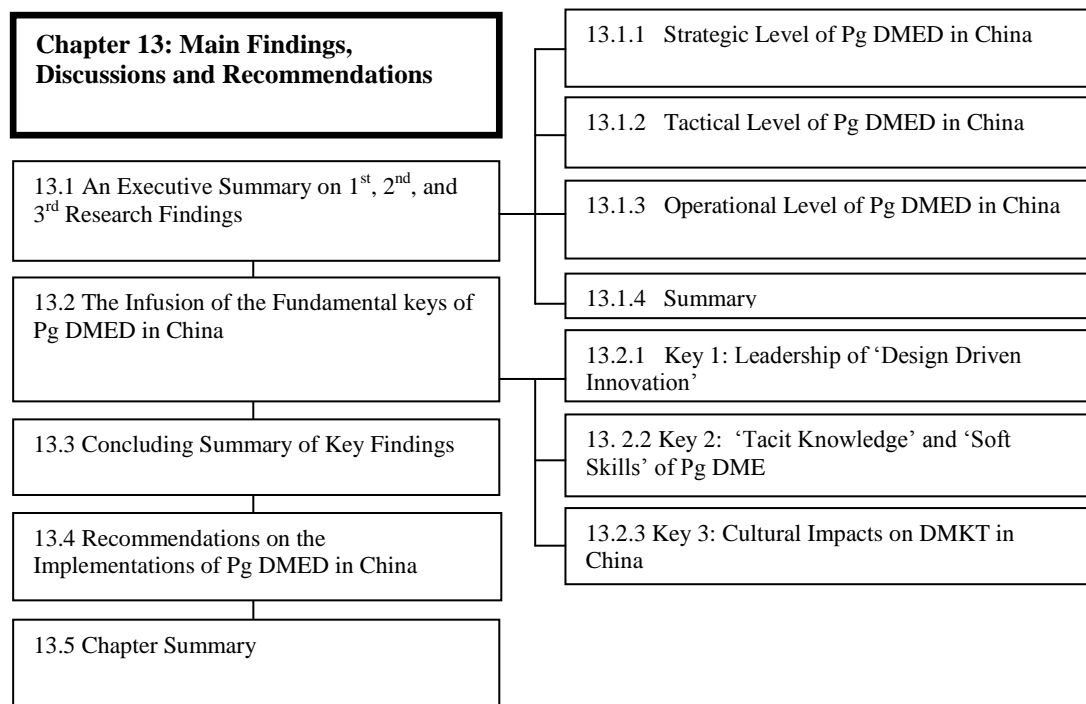 Chapter 13: Main Findings,
Discussions and Recommendations
13.1 An Executive Summary on 1st, 2nd, and
3rd Research Findings
13.2 The Infusion of the Fundamental keys of
Pg DMED in China
13.3 Concluding Summary of Key Findings
13.4 Recommendations on the
Implementations of Pg DMED in China
13.5 Chapter Summary
13.1.1 Strategic Level of Pg DMED in China
13.1.2 Tactical Level of Pg DMED in China
13.1.3 Operational Level of Pg DMED in China
13.1.4 Summary
13.2.1 Key 1: Leadership of ‘Design Driven
Innovation’
13. 2.2 Key 2: ‘Tacit Knowledge’ and ‘Soft
Skills’ of Pg DME
13.2.3 Key 3: Cultural Impacts on DMKT in
China